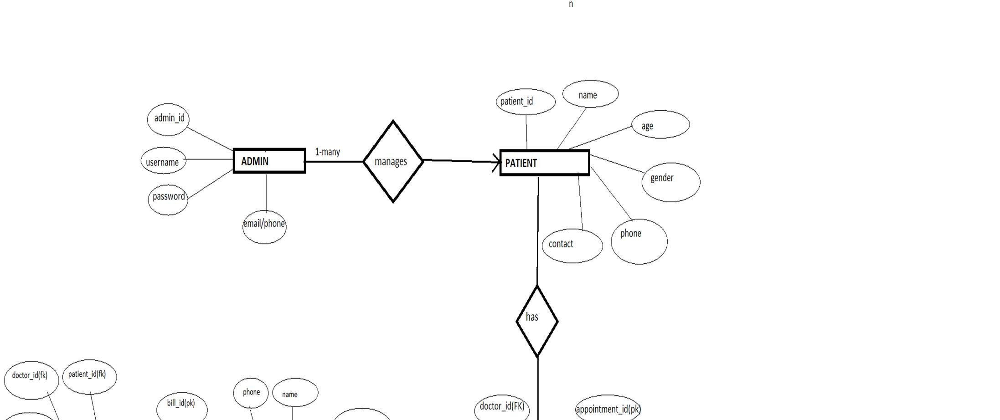 n
patient_id
name
admin_id
age
1-many
username
ADMIN
manages
PATIENT
gender
password
email/phone
phone
contact
has
doctor_id(fk)
patient_id(fk)
phone
name
bill_id(pk)
doctor_id(FK)
appointment_id(pk)